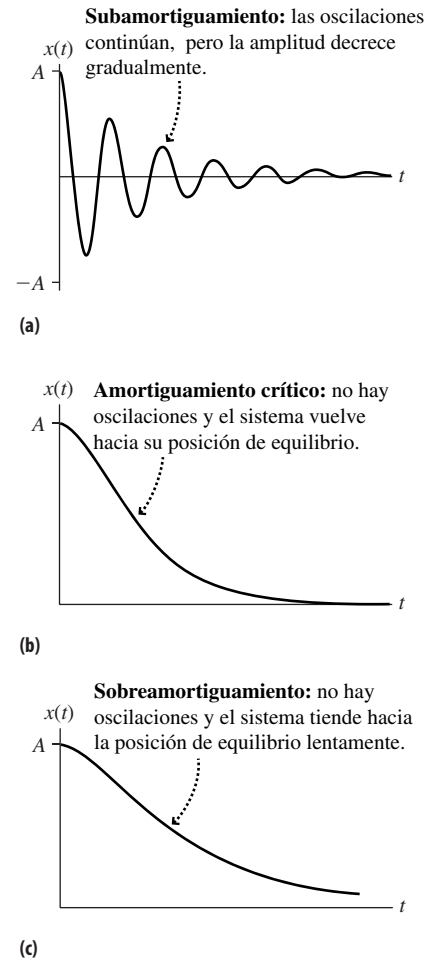 Subamortiguamiento: las oscilaciones
continúan, pero la amplitud decrece
gradualmente.
x(t)
A
t
−A
(a)
x(t)
Amortiguamiento crítico: no hay
oscilaciones y el sistema vuelve
hacia su posición de equilibrio.
A
t
(b)
Sobreamortiguamiento: no hay
oscilaciones y el sistema tiende hacia
la posición de equilibrio lentamente.
x(t)
A
t
(c)